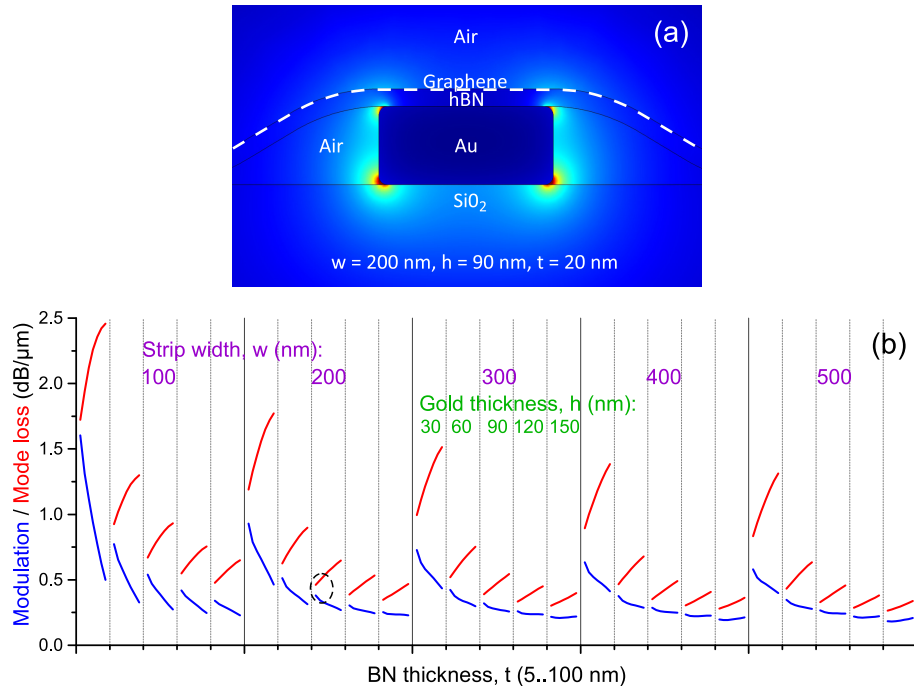 (a)
Air
Graphene
hBN
Air
Au
SiO₂
w = 200 nm, h = 90 nm, t = 20 nm
(b)
Modulation / Mode loss (dB/μm)
2.5
2.0
1.5
1.0
0.5
0.0
Strip width, w (nm):
100 200 300 400 500
Gold thickness, h (nm):
30 60 90 120 150
BN thickness, t (5..100 nm)